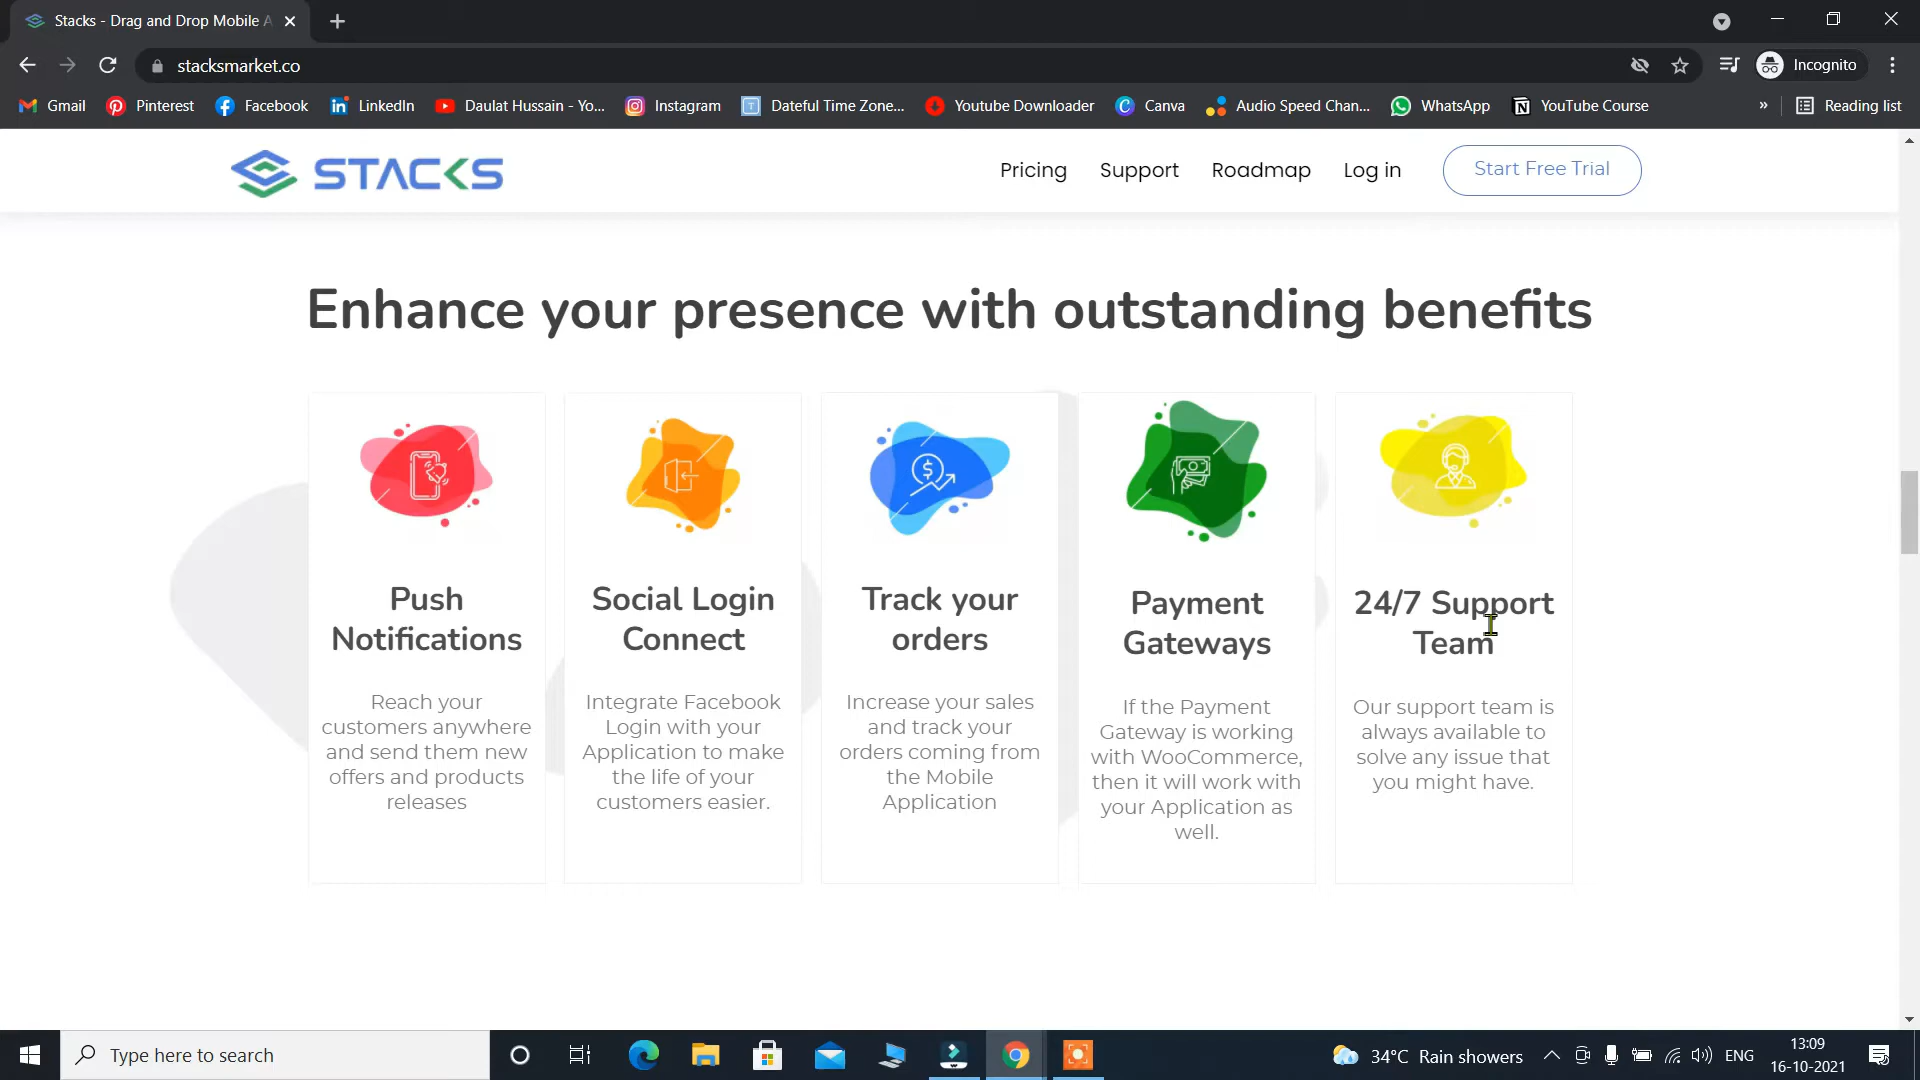 Stacks - Drag and Drop Mobile A
stacksmarket.co
Incognito
Gmail
Pinterest
Facebook
LinkedIn
Daulat Hussain - Yo...
Instagram
Dateful Time Zone...
Youtube Downloader
Canva
Audio Speed Chan...
WhatsApp
YouTube Course
»
Reading list
STACKS
Pricing
Support
Roadmap
Log in
Start Free Trial
Enhance your presence with outstanding benefits
Push
Notifications
Reach your
customers anywhere
and send them new
offers and products
releases
Social Login
Connect
Integrate Facebook
Login with your
Application to make
the life of your
customers easier.
Track your
orders
Increase your sales
and track your
orders coming from
the Mobile
Application
Payment
Gateways
If the Payment
Gateway is working
with WooCommerce,
then it will work with
your Application as
well.
24/7 Support
Team
Our support team is
always available to
solve any issue that
you might have.
Type here to search
34°C Rain showers
ENG
13:09
16-10-2021